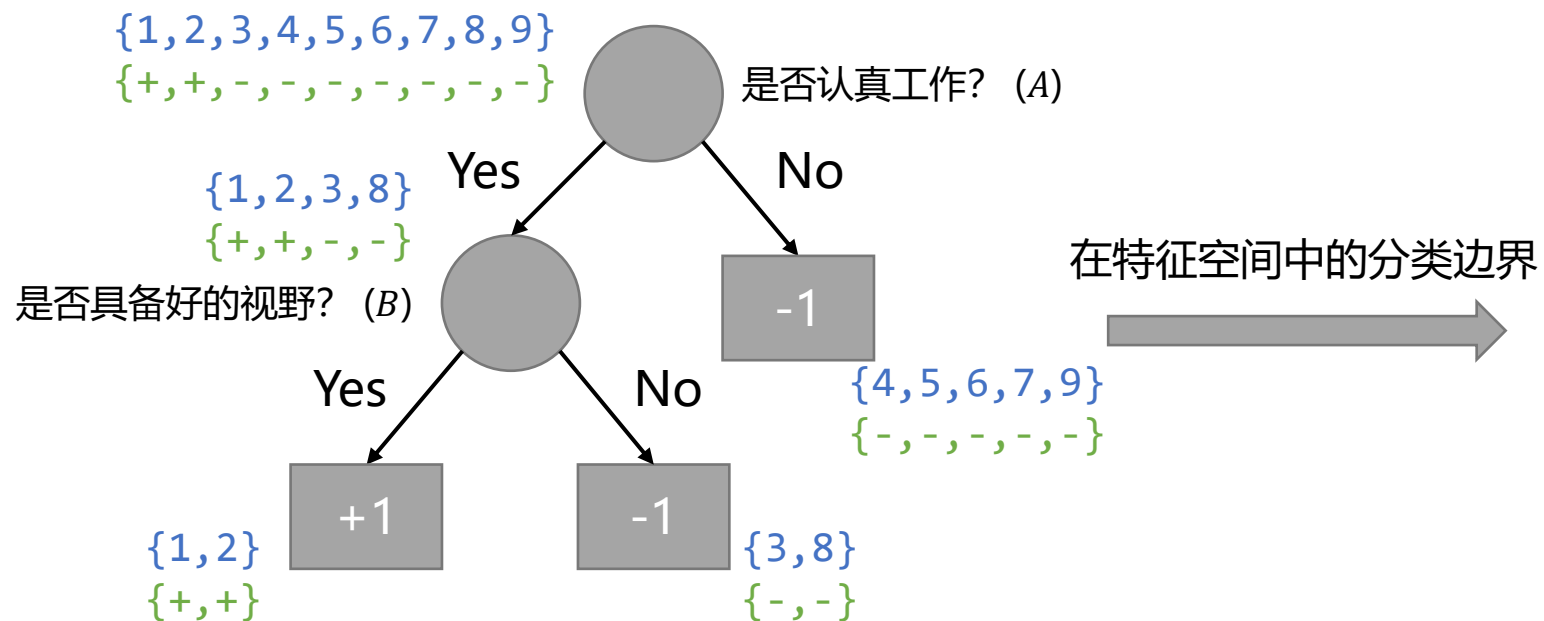 {1,2,3,4,5,6,7,8,9}
{+,+,-,-,-,-,-,-,-}
是否认真工作？ (A)
Yes
No
{1,2,3,8}
{+,+,-,-}
是否具备好的视野？ (B)
-1
在特征空间中的分类边界
Yes
No
{4,5,6,7,9}
{-,-,-,-,-}
+1
-1
{1,2}
{+,+}
{3,8}
{-,-}